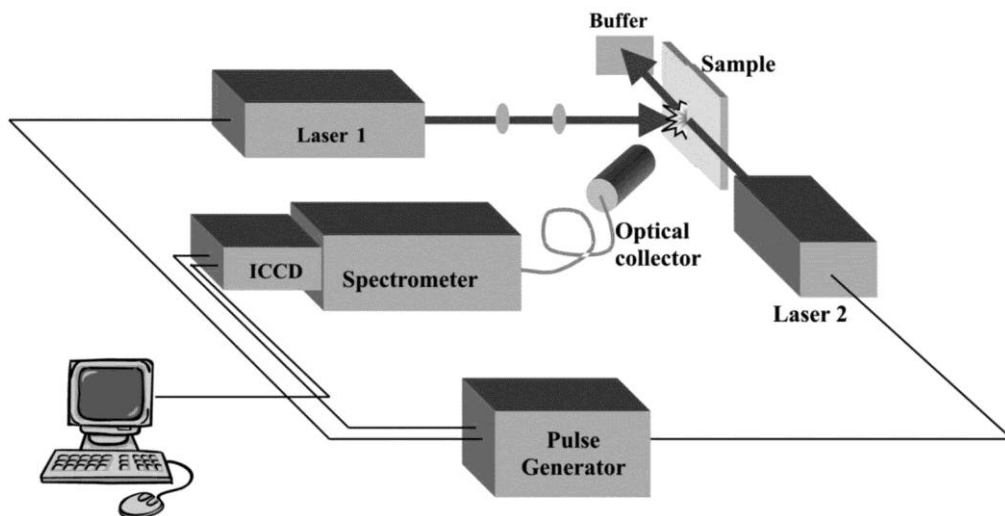 Buffer
Sample
Laser 1
Optical
collector
ICCD
Spectrometer
Laser 2
Pulse
Generator